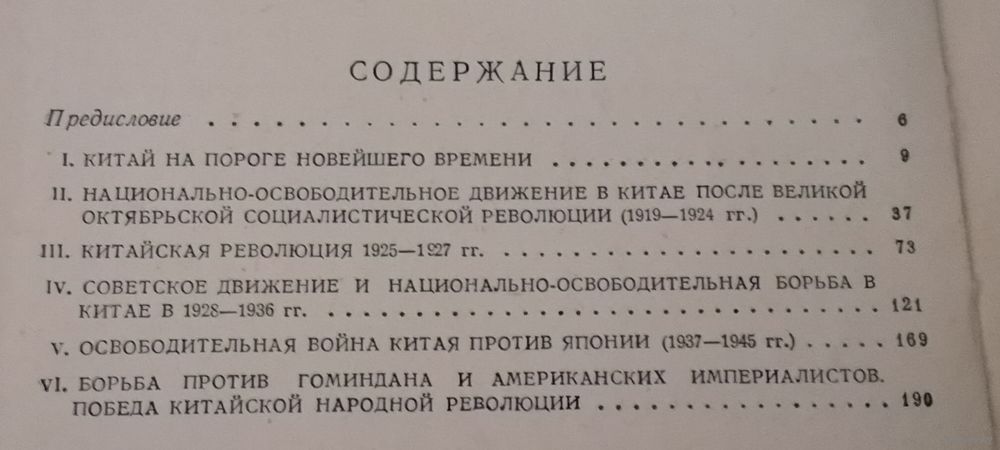 СОДЕРЖАНИЕ
Предисловие . . . . . . . . . . . . . . . . . . . . . . . . . . . . . . 6
I. КИТАЙ НА ПОРОГЕ НОВЕЙШЕГО ВРЕМЕНИ . . . . . . . . . . . . . . . . . . 9
II. НАЦИОНАЛЬНО-ОСВОБОДИТЕЛЬНОЕ ДВИЖЕНИЕ В КИТАЕ ПОСЛЕ ВЕЛИКОЙ
ОКТЯБРЬСКОЙ СОЦИАЛИСТИЧЕСКОЙ РЕВОЛЮЦИИ (1919—1924 гг.) . . . . . . 37
III. КИТАЙСКАЯ РЕВОЛЮЦИЯ 1925—1927 гг. . . . . . . . . . . . . . . . . . . . . . 73
IV. СОВЕТСКОЕ ДВИЖЕНИЕ И НАЦИОНАЛЬНО-ОСВОБОДИТЕЛЬНАЯ БОРЬБА В
КИТАЕ В 1928—1936 гг. . . . . . . . . . . . . . . . . . . . . . . . . . . . . . . 121
V. ОСВОБОДИТЕЛЬНАЯ ВОЙНА КИТАЯ ПРОТИВ ЯПОНИИ (1937—1945 гг.) . . . . . 169
VI. БОРЬБА ПРОТИВ ГОМИНДАНА И АМЕРИКАНСКИХ ИМПЕРИАЛИСТОВ.
ПОБЕДА КИТАЙСКОЙ НАРОДНОЙ РЕВОЛЮЦИИ . . . . . . . . . . . . . . . . . 190